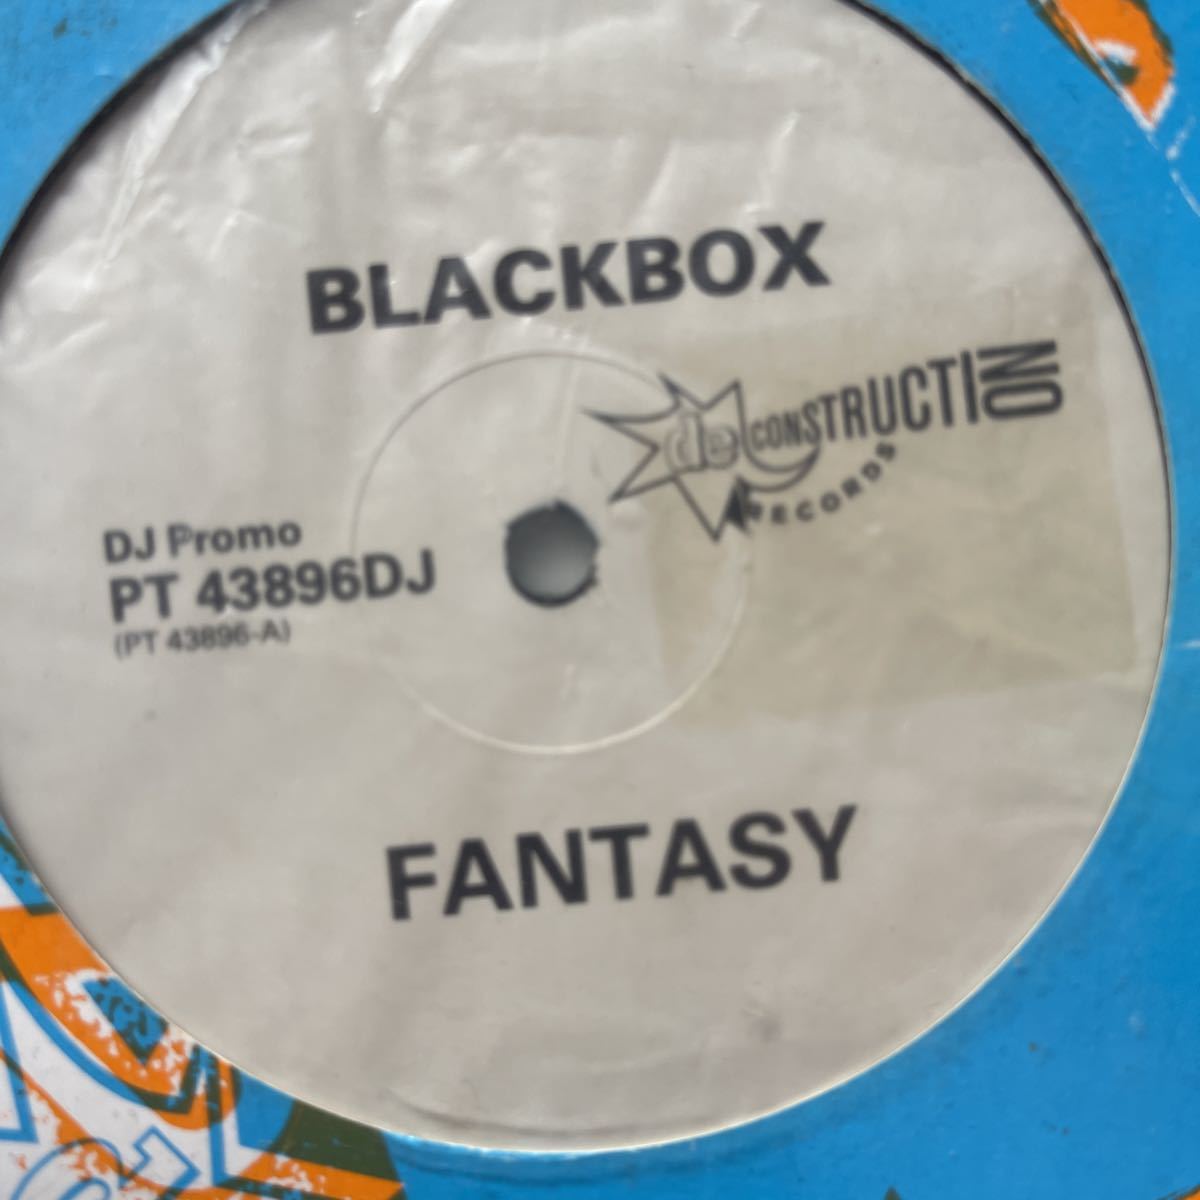 BLACKBOX
deCONSTRUCTION
RECORDS
DJ Promo
PT 43896DJ
(PT 43896-A)
FANTASY